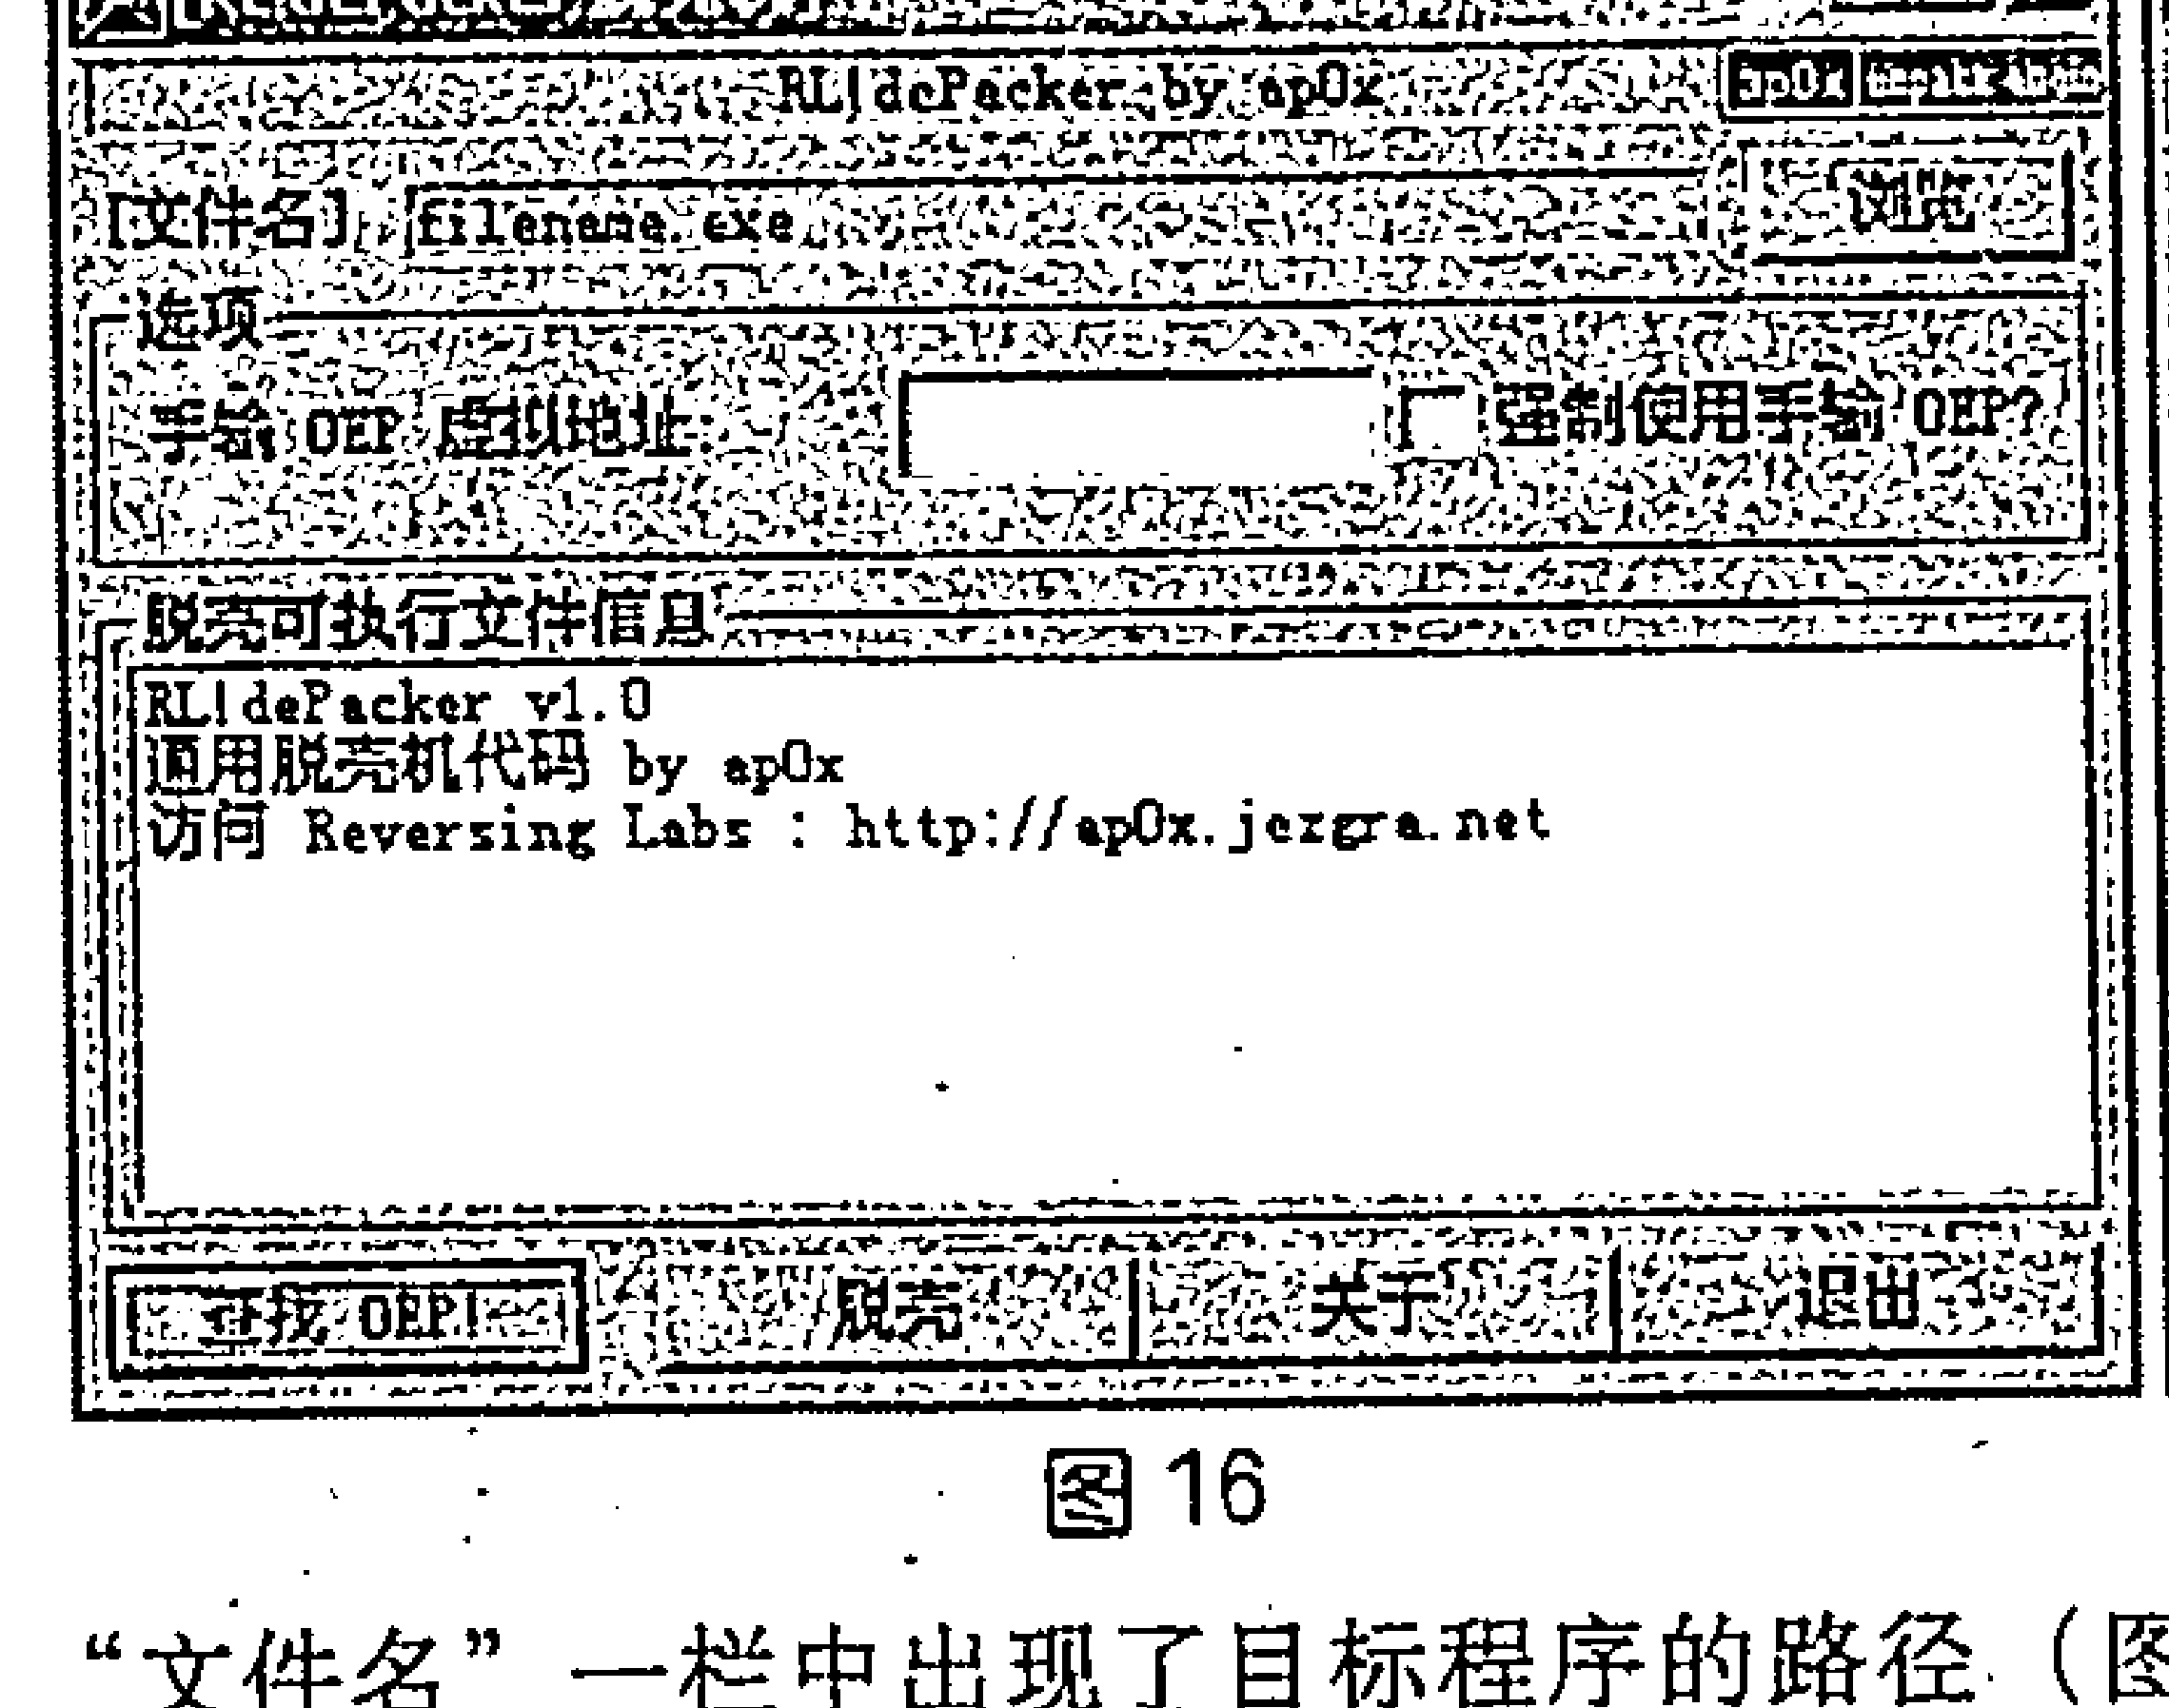 RL!dePacker by ap0x
[文件名] filename.exe 浏览
选项
手输 OEP 虚拟地址: 强制使用手输 OEP?
脱壳可执行文件信息
RL!dePacker v1.0
通用脱壳机代码 by ap0x
访问 Reversing Labs : http://ap0x.jezgra.net
查找 OEP! 脱壳 关于 退出
图 16
“文件名”一栏中出现了目标程序的路径（图